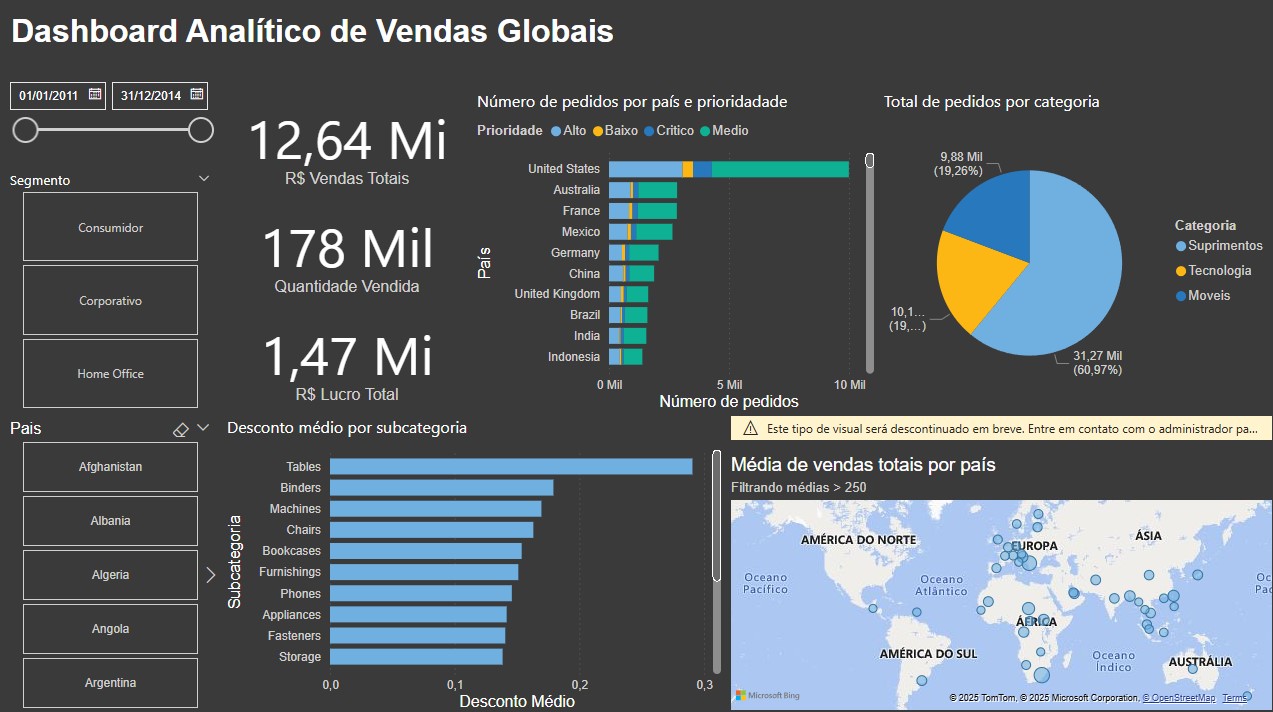 Dashboard Analítico de Vendas Globais
01/01/2011
31/12/2014
Segmento
Consumidor
Corporativo
Home Office
Pais
Afghanistan
Albania
Algeria
Angola
Argentina
12,64 Mi
R$ Vendas Totais
178 Mil
Quantidade Vendida
1,47 Mi
R$ Lucro Total
Número de pedidos por país e prioridadade
Prioridade Alto Baixo Critico Medio
País
United States
Australia
France
Mexico
Germany
China
United Kingdom
Brazil
India
Indonesia
0 Mil 5 Mil 10 Mil
Número de pedidos
Total de pedidos por categoria
9,88 Mil
(19,26%)
10,1...
(19,...)
31,27 Mil
(60,97%)
Categoria
Suprimentos
Tecnologia
Moveis
Desconto médio por subcategoria
Subcategoria
Tables
Binders
Machines
Chairs
Bookcases
Furnishings
Phones
Appliances
Fasteners
Storage
0,0 0,1 0,2 0,3
Desconto Médio
Este tipo de visual será descontinuado em breve. Entre em contato com o administrador pa...
Média de vendas totais por país
Filtrando médias > 250
AMÉRICA DO NORTE
EUROPA
ÁSIA
Oceano
Pacífico
Oceano
Atlântico
Oc
Pac
ÁFRICA
AMÉRICA DO SUL
Oceano
Índico
AUSTRÁLIA
Microsoft Bing
© 2025 TomTom, © 2025 Microsoft Corporation, © OpenStreetMap Terms